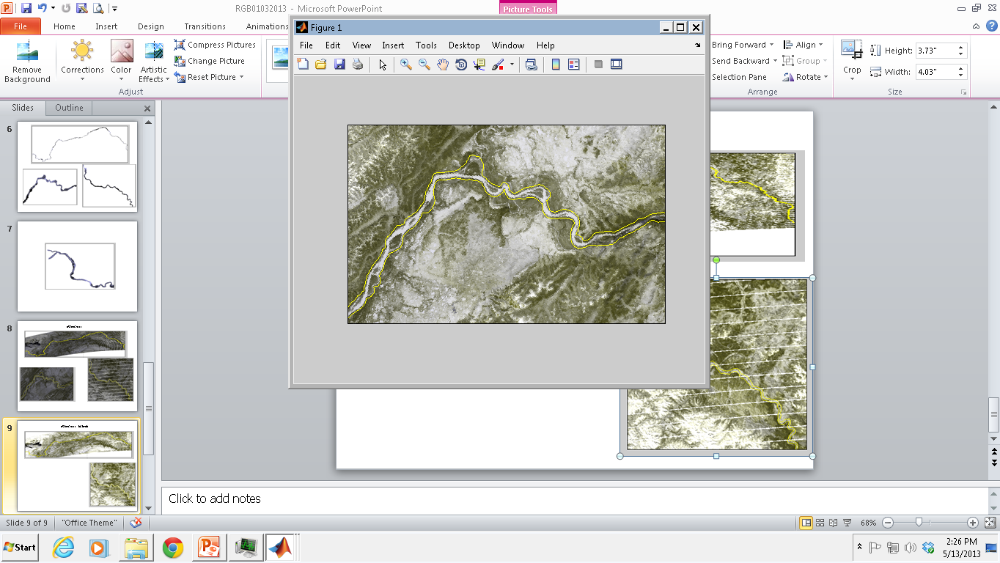 RGB01032013 - Microsoft PowerPoint
Picture Tools
File Home Insert Design Transitions Animations
Remove Background
Corrections
Color
Artistic Effects
Compress Pictures
Change Picture
Reset Picture
Adjust
Bring Forward
Send Backward
Selection Pane
Align
Group
Rotate
Arrange
Crop
Height: 3.73"
Width: 4.03"
Size
Figure 1
File Edit View Insert Tools Desktop Window Help
Slides Outline
6
7
8
9
Click to add notes
Slide 9 of 9 "Office Theme" 68%
Start
2:26 PM
5/13/2013